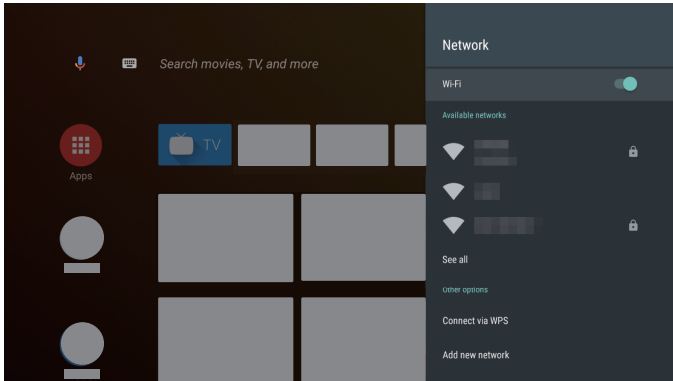 Search movies, TV, and more
TV
Apps
Network
Wi-Fi
Available networks
See all
Other options
Connect via WPS
Add new network